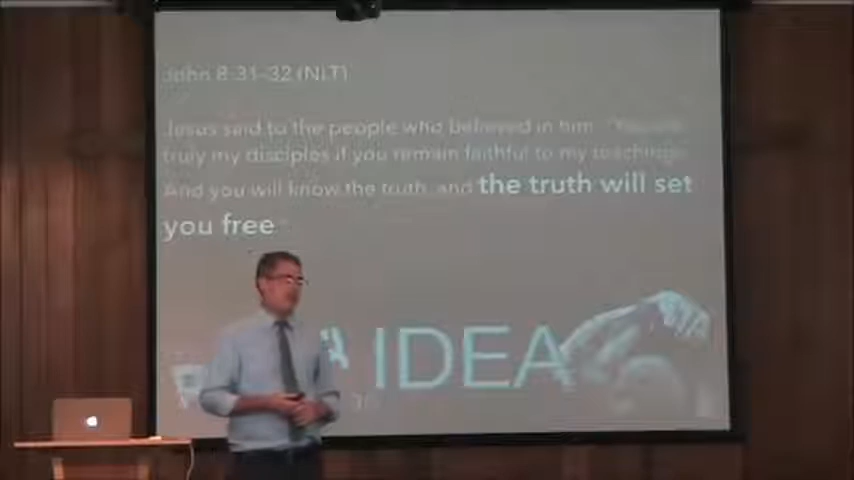 John 8:31-32 (NLT)
Jesus said to the people who believed in him, "You are
truly my disciples if you remain faithful to my teachings.
And you will know the truth, and the truth will set
you free."
A IDEA